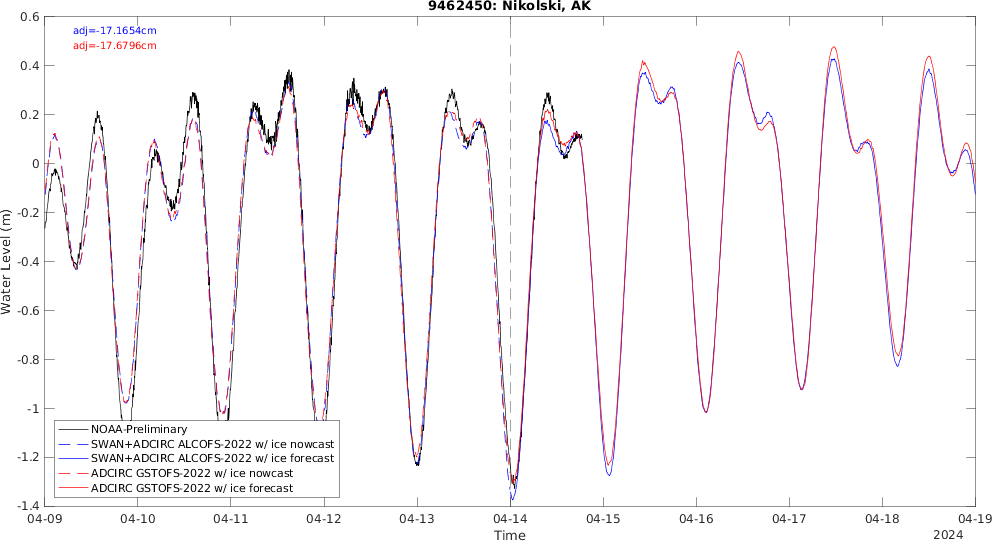 9462450: Nikolski, AK
adj=-17.1654cm
adj=-17.6796cm
0.6
0.4
0.2
0
-0.2
-0.4
-0.6
-0.8
-1
-1.2
-1.4
Water Level (m)
NOAA-Preliminary
SWAN+ADCIRC ALCOFS-2022 w/ ice nowcast
SWAN+ADCIRC ALCOFS-2022 w/ ice forecast
ADCIRC GSTOFS-2022 w/ ice nowcast
ADCIRC GSTOFS-2022 w/ ice forecast
04-09 04-10 04-11 04-12 04-13 04-14 04-15 04-16 04-17 04-18 04-19
Time
2024